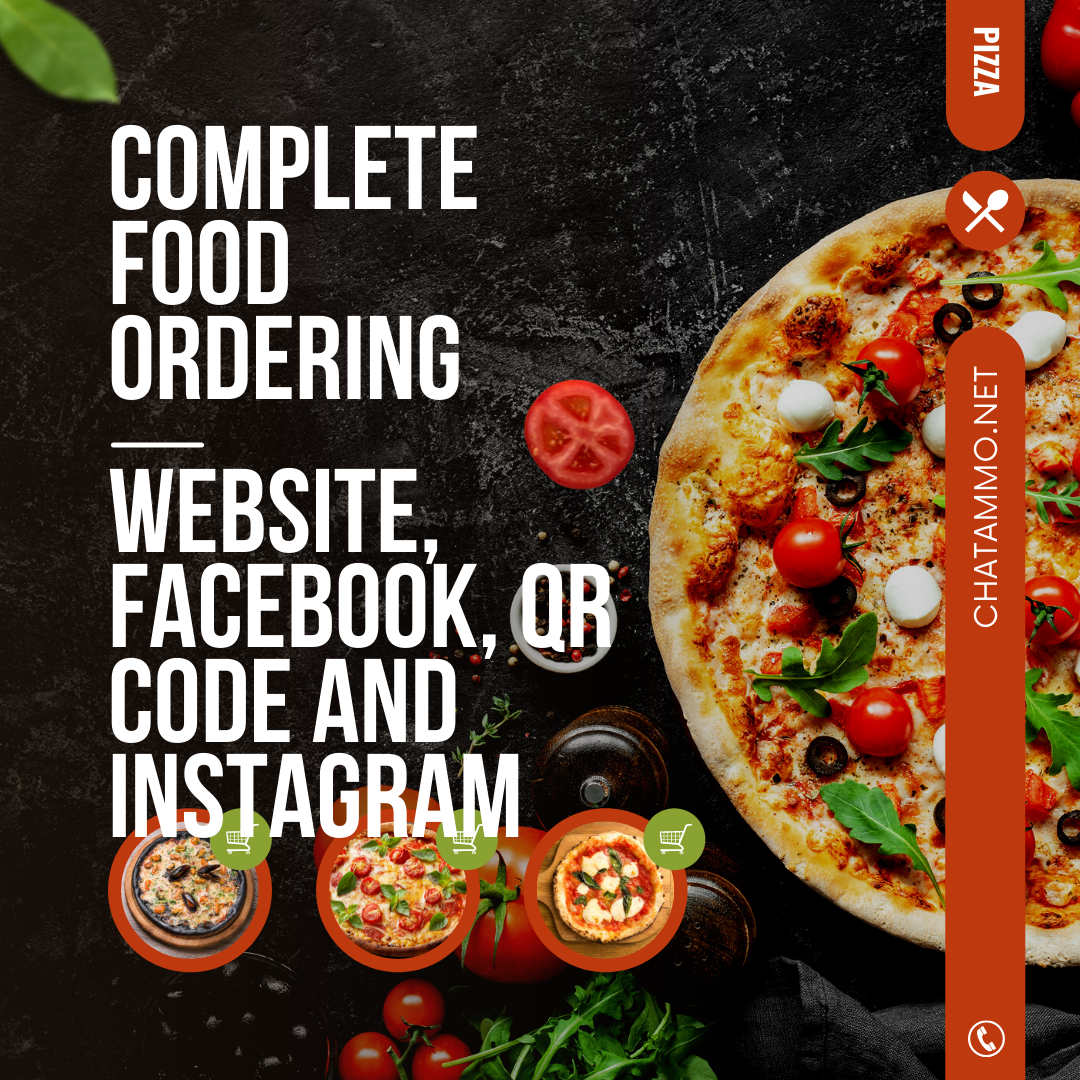 COMPLETE
FOOD
ORDERING
WEBSITE,
FACEBOOK, QR
CODE AND
INSTAGRAM
PIZZA
CHATAMMO.NET